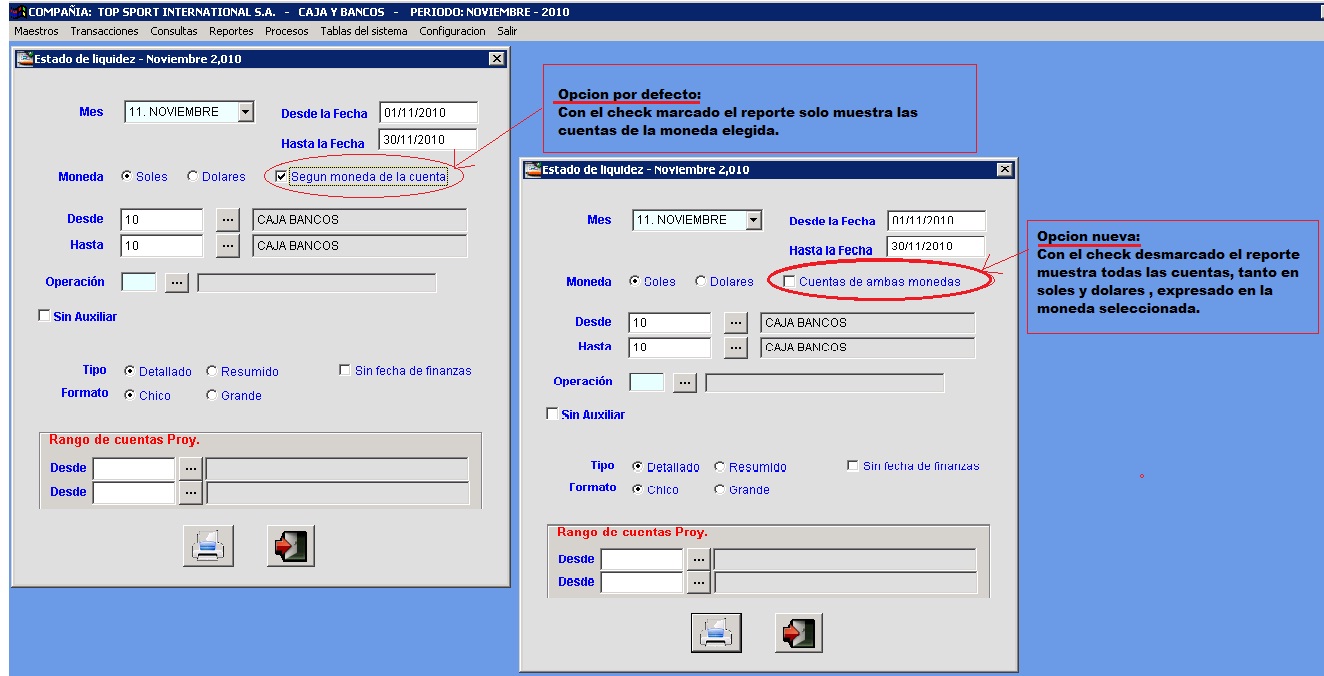 COMPAÑIA: TOP SPORT INTERNATIONAL S.A. - CAJA Y BANCOS - PERIODO: NOVIEMBRE - 2010
Maestros Transacciones Consultas Reportes Procesos Tablas del sistema Configuracion Salir
Estado de liquidez - Noviembre 2,010
Mes 11. NOVIEMBRE Desde la Fecha 01/11/2010
Hasta la Fecha 30/11/2010
Moneda Soles Dolares Segun moneda de la cuenta
Desde 10 ... CAJA BANCOS
Hasta 10 ... CAJA BANCOS
Operación ...
Sin Auxiliar
Tipo Detallado Resumido Sin fecha de finanzas
Formato Chico Grande
Rango de cuentas Proy.
Desde ...
Desde ...
Opcion por defecto:
Con el check marcado el reporte solo muestra las
cuentas de la moneda elegida.
Estado de liquidez - Noviembre 2,010
Mes 11. NOVIEMBRE Desde la Fecha 01/11/2010
Hasta la Fecha 30/11/2010
Moneda Soles Dolares Cuentas de ambas monedas
Desde 10 ... CAJA BANCOS
Hasta 10 ... CAJA BANCOS
Operación ...
Sin Auxiliar
Tipo Detallado Resumido Sin fecha de finanzas
Formato Chico Grande
Rango de cuentas Proy.
Desde ...
Desde ...
Opcion nueva:
Con el check desmarcado el reporte
muestra todas las cuentas, tanto en
soles y dolares , expresado en la
moneda seleccionada.